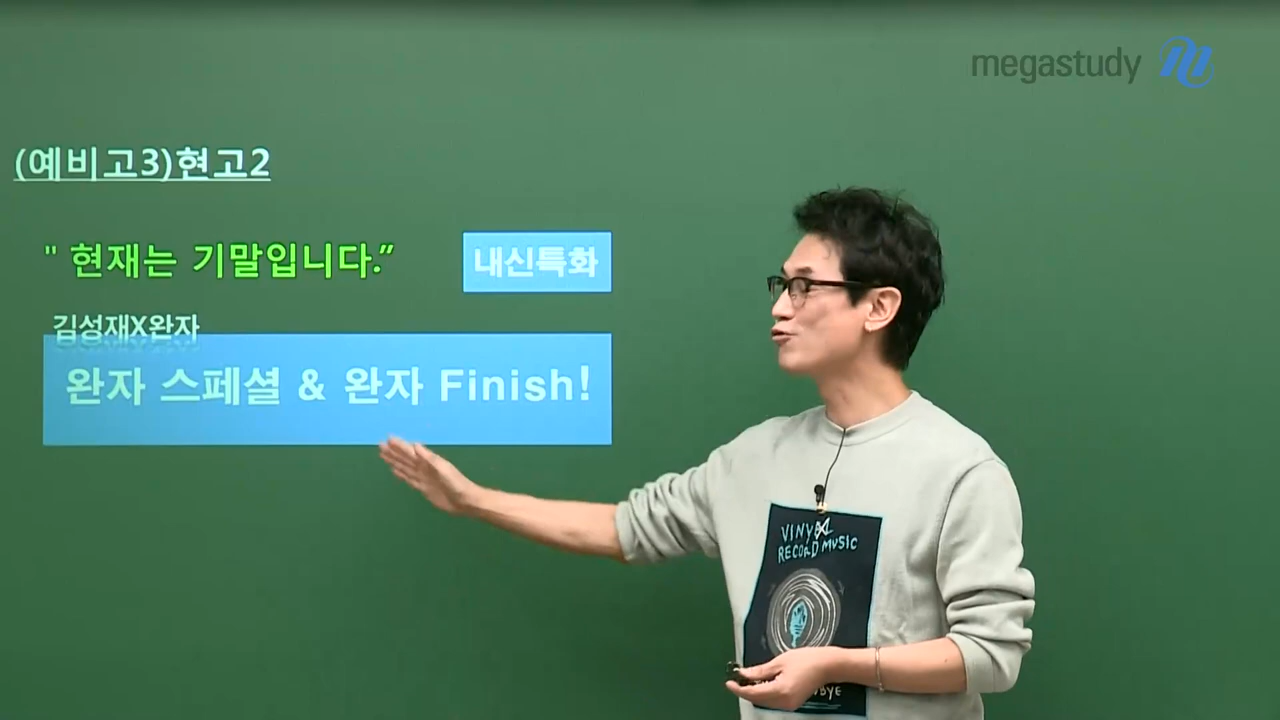 megastudy
(예비고3)현고2
" 현재는 기말입니다.”
내신특화
김성재X완자
완자 스페셜 & 완자 Finish!
VINYL
RECORD MUSIC